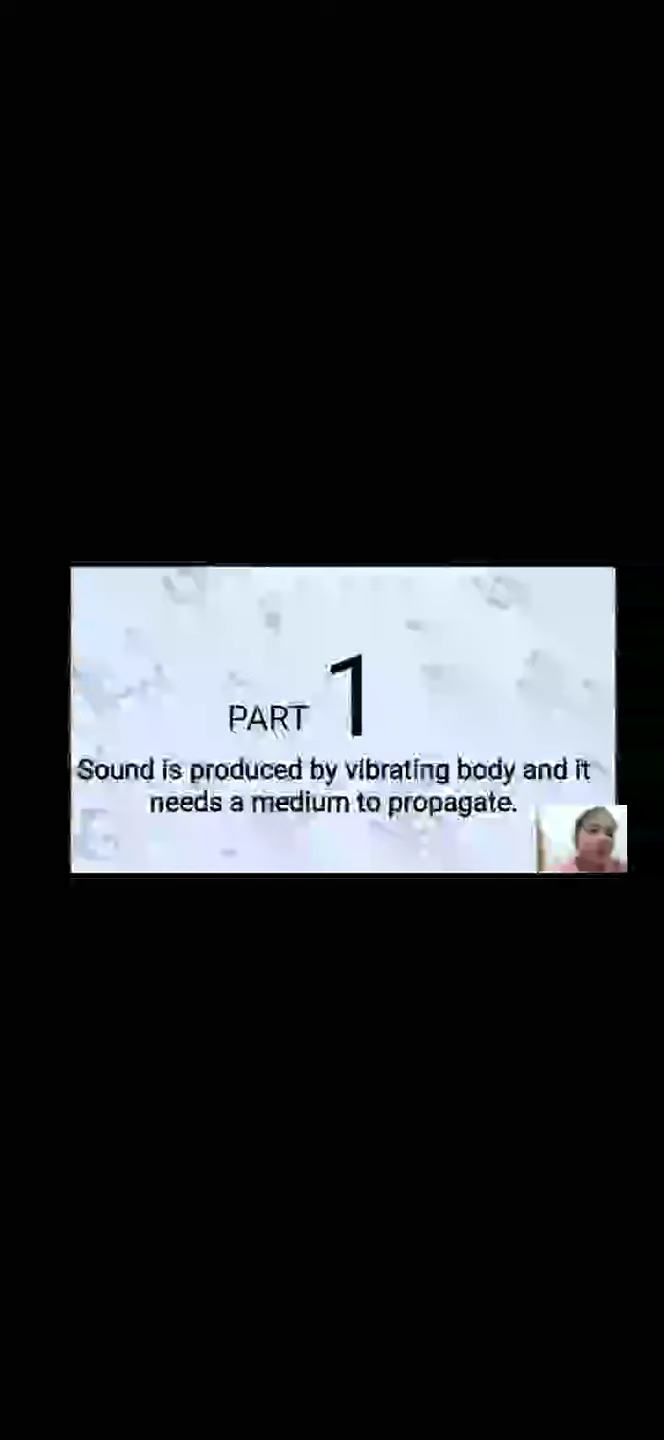 PART 1
Sound is produced by vibrating body and it
needs a medium to propagate.